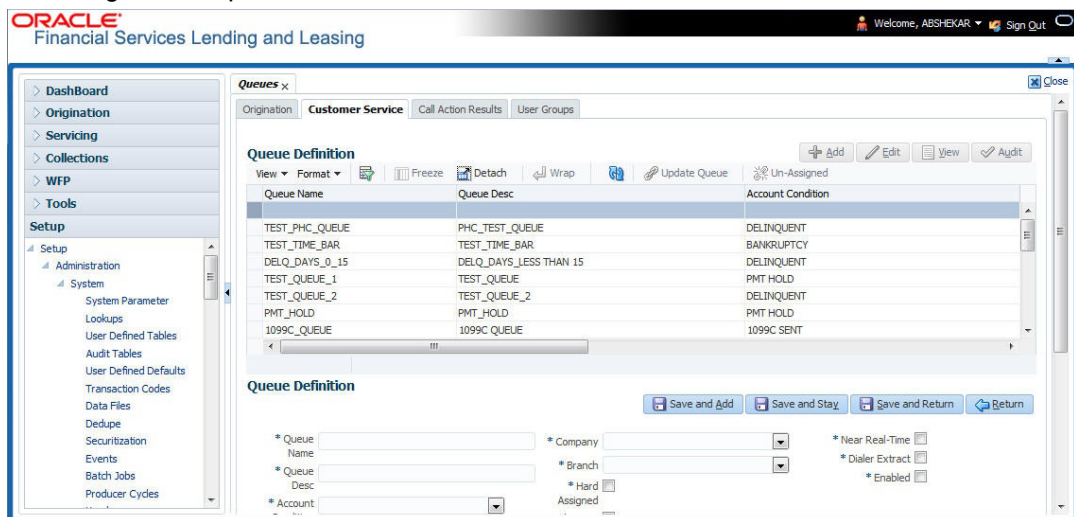 ORACLE
Welcome, ABSHEKAR
Sign Out
Financial Services Lending and Leasing
DashBoard
Origination
Servicing
Collections
WFP
Tools
Setup
Setup
Administration
System
System Parameter
Lookups
User Defined Tables
Audit Tables
User Defined Defaults
Transaction Codes
Data Files
Dedupe
Securitization
Events
Batch Jobs
Producer Cycles
Queues
Close
Origination Customer Service Call Action Results User Groups
Queue Definition
Add Edit View Audit
View Format Freeze Detach Wrap Update Queue Un-Assigned
Queue Name Queue Desc Account Condition
TEST_PHC_QUEUE PHC_TEST_QUEUE DELINQUENT
TEST_TIME_BAR TEST_TIME_BAR BANKRUPTCY
DELQ_DAYS_0_15 DELQ_DAYS_LESS THAN 15 DELINQUENT
TEST_QUEUE_1 TEST_QUEUE PMT HOLD
TEST_QUEUE_2 TEST_QUEUE_2 DELINQUENT
PMT_HOLD PMT_HOLD PMT HOLD
1099C_QUEUE 1099C QUEUE 1099C SENT
Queue Definition
Save and Add Save and Stay Save and Return Return
* Queue Name
* Queue Desc
* Account
* Company
* Branch
* Hard Assigned
* Near Real-Time
* Dialer Extract
* Enabled